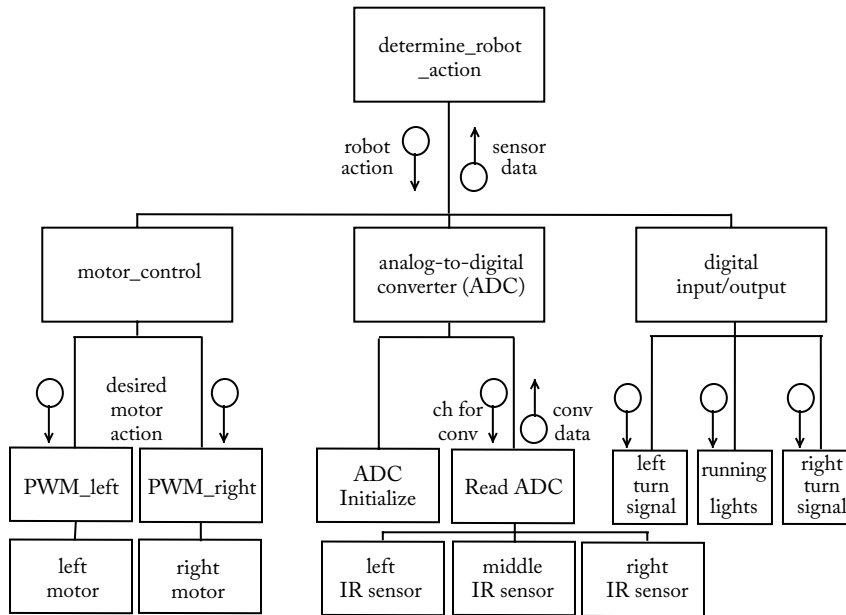 determine_robot
_action
robot
action
sensor
data
motor_control
analog-to-digital
converter (ADC)
digital
input/output
desired
motor
action
ch for
conv
conv
data
PWM_left
PWM_right
ADC
Initialize
Read ADC
left
turn
signal
running
lights
right
turn
signal
left
motor
right
motor
left
IR sensor
middle
IR sensor
right
IR sensor